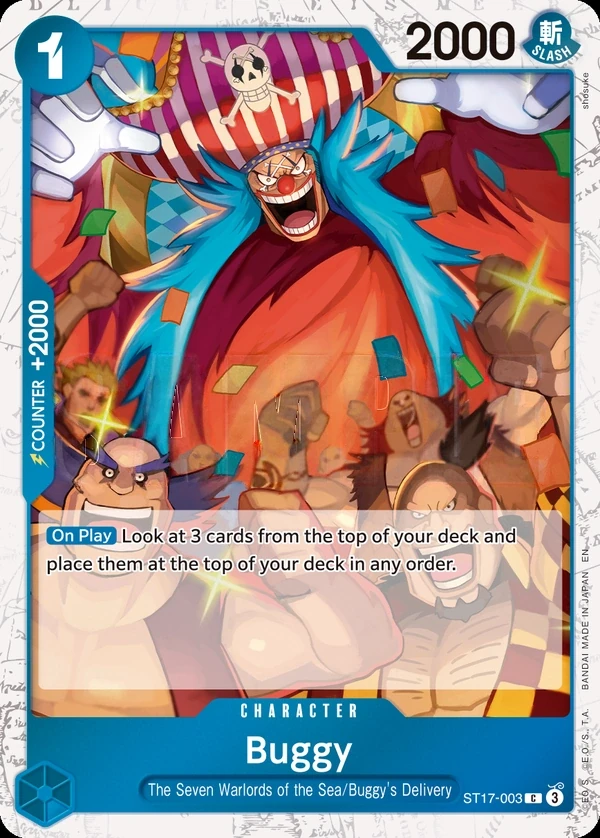 1
2000
斬
SLASH
shosuke
COUNTER +2000
On Play Look at 3 cards from the top of your deck and
place them at the top of your deck in any order.
CHARACTER
Buggy
The Seven Warlords of the Sea/Buggy's Delivery
ST17-003 C 3
©E.O./S., T.A. BANDAI MADE IN JAPAN EN